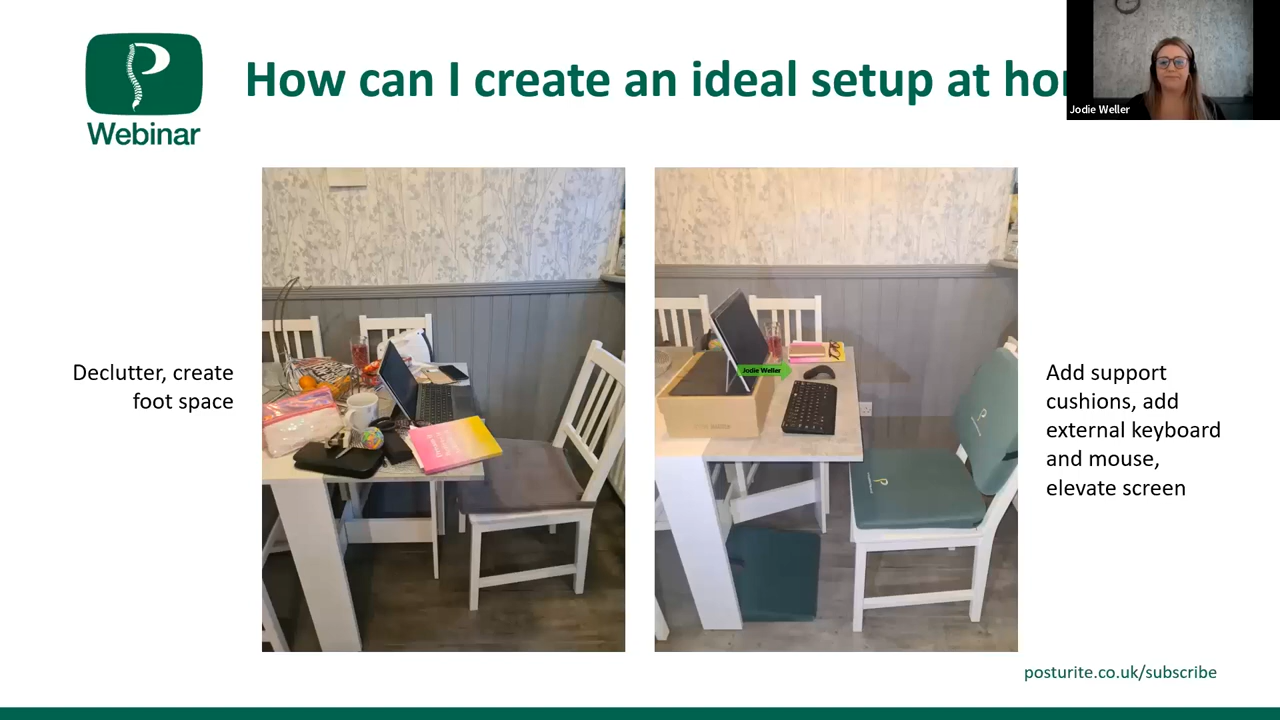 Webinar
How can I create an ideal setup at
Jodie Weller
Declutter, create
foot space
Jodie Weller
Add support
cushions, add
external keyboard
and mouse,
elevate screen
posturite.co.uk/subscribe